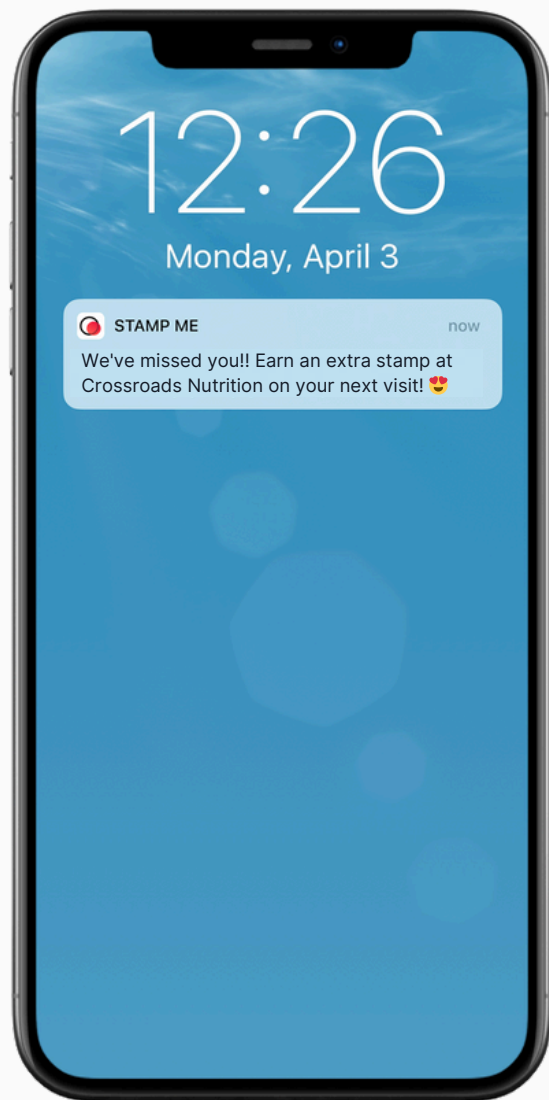 12:26
Monday, April 3
STAMP ME now
We've missed you!! Earn an extra stamp at
Crossroads Nutrition on your next visit! 😍